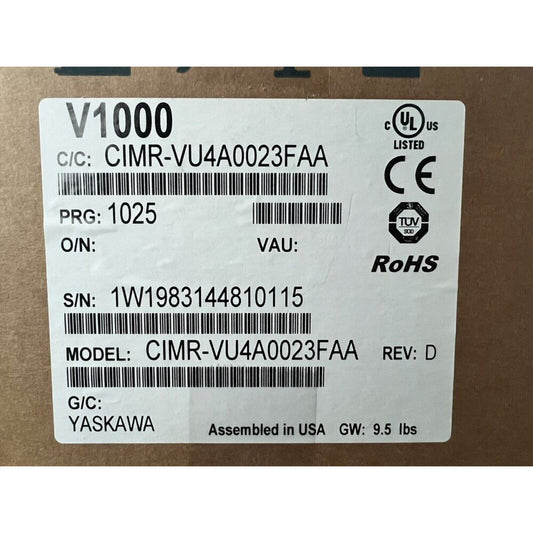 V1000
C/C: CIMR-VU4A0023FAA
PRG: 1025
O/N: VAU:
S/N: 1W1983144810115
MODEL: CIMR-VU4A0023FAA REV: D
G/C:
YASKAWA
Assembled in USA GW: 9.5 lbs
C UL US
LISTED
CE
TÜV
RoHS